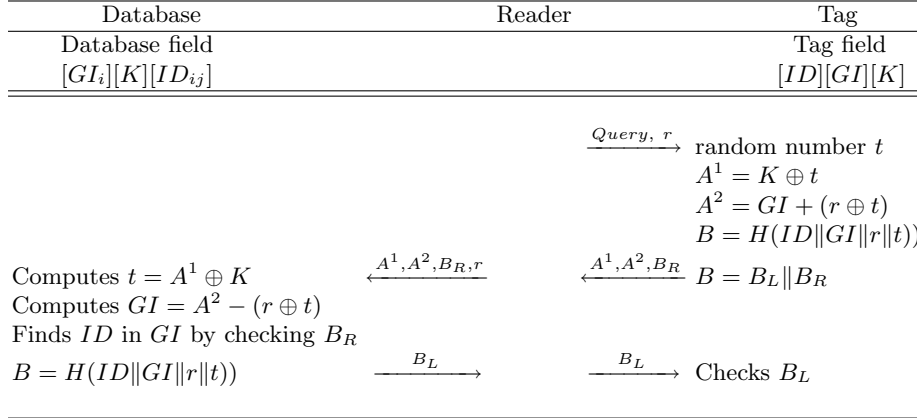 Database Reader Tag
Database field Tag field
[GI_i][K][ID_{ij}] [ID][GI][K]
Query, r → random number t
A^1 = K ⊕ t
A^2 = GI + (r ⊕ t)
B = H(ID‖GI‖r‖t))
Computes t = A^1 ⊕ K ← A^1,A^2,B_R,r ← A^1,A^2,B_R B = B_L‖B_R
Computes GI = A^2 − (r ⊕ t)
Finds ID in GI by checking B_R
B = H(ID‖GI‖r‖t)) → B_L → B_L Checks B_L